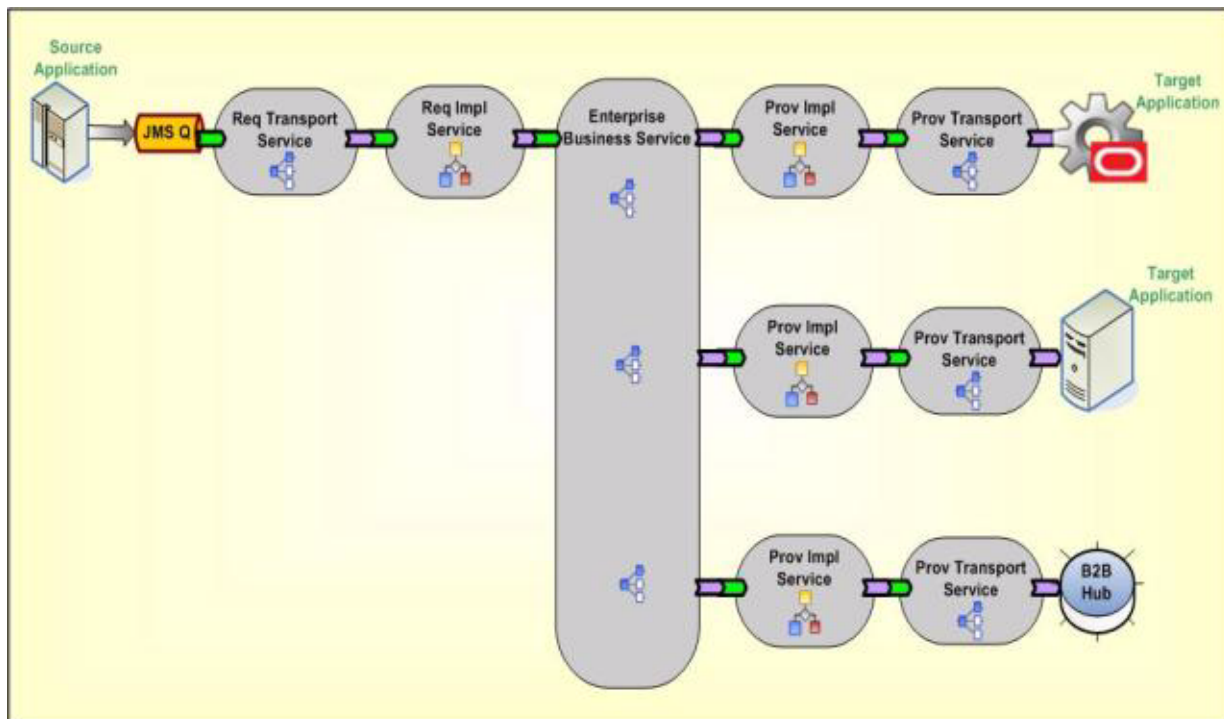 Source
Application
JMS Q
Req Transport
Service
Req Impl
Service
Enterprise
Business Service
Prov Impl
Service
Prov Transport
Service
Target
Application
Prov Impl
Service
Prov Transport
Service
Target
Application
Prov Impl
Service
Prov Transport
Service
B2B
Hub